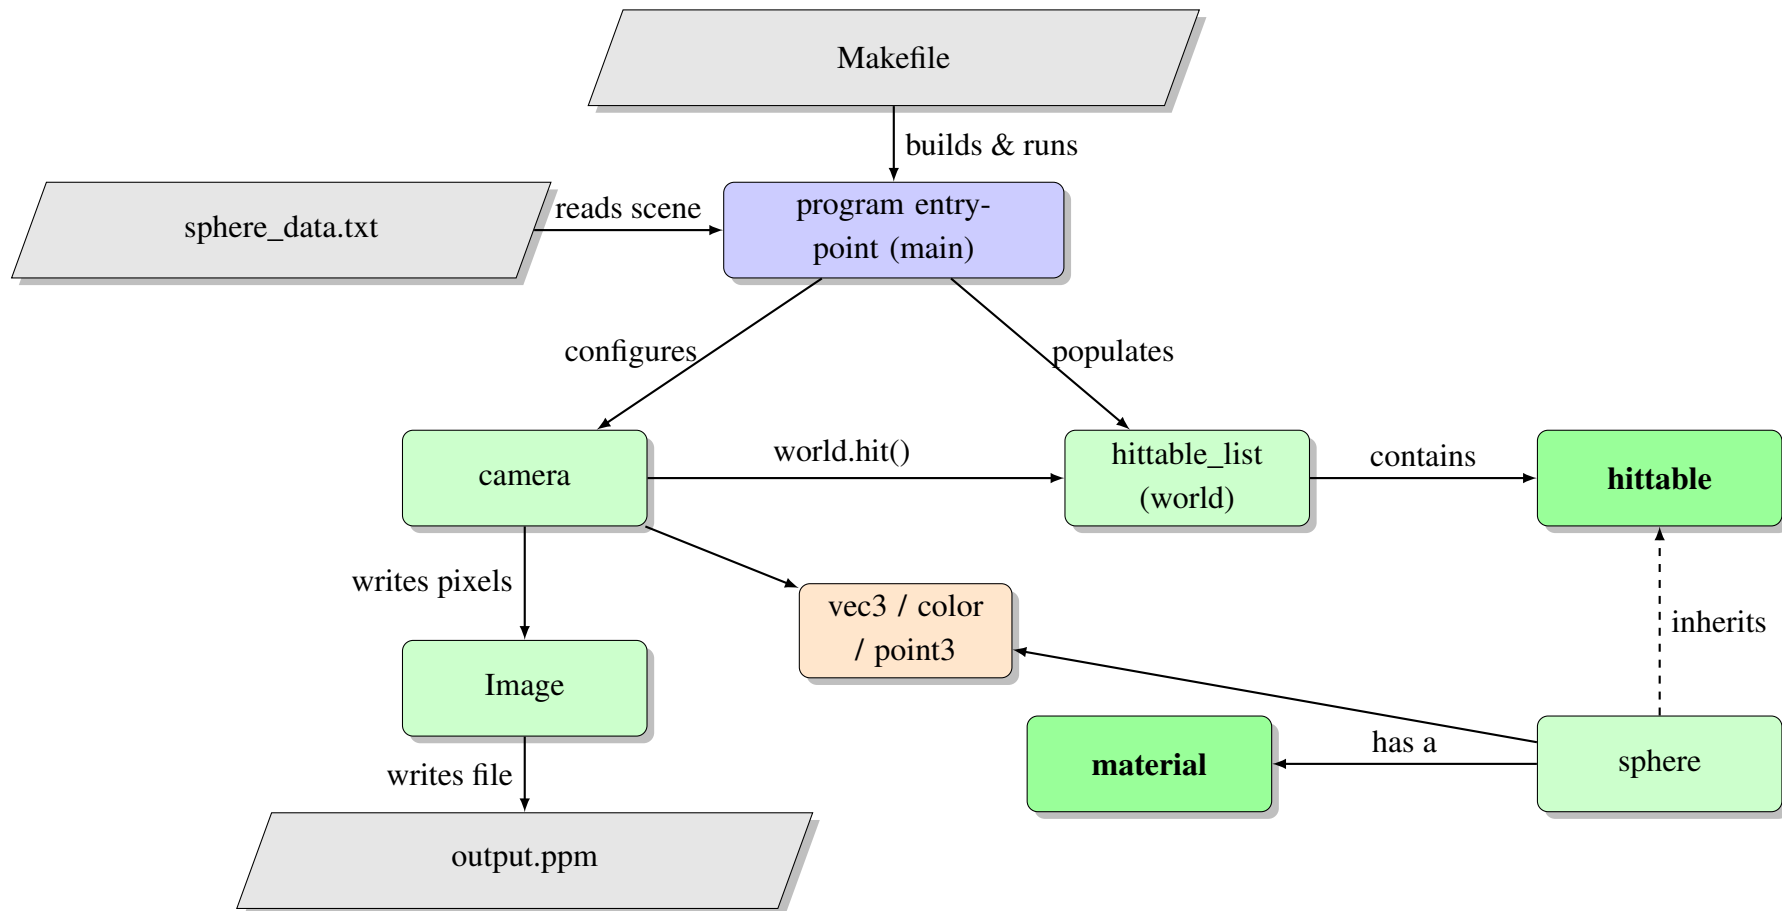 Makefile
builds & runs
sphere_data.txt
reads scene
program entry-
point (main)
configures
populates
camera
world.hit()
hittable_list
(world)
contains
hittable
writes pixels
vec3 / color
/ point3
inherits
Image
material
has a
sphere
writes file
output.ppm